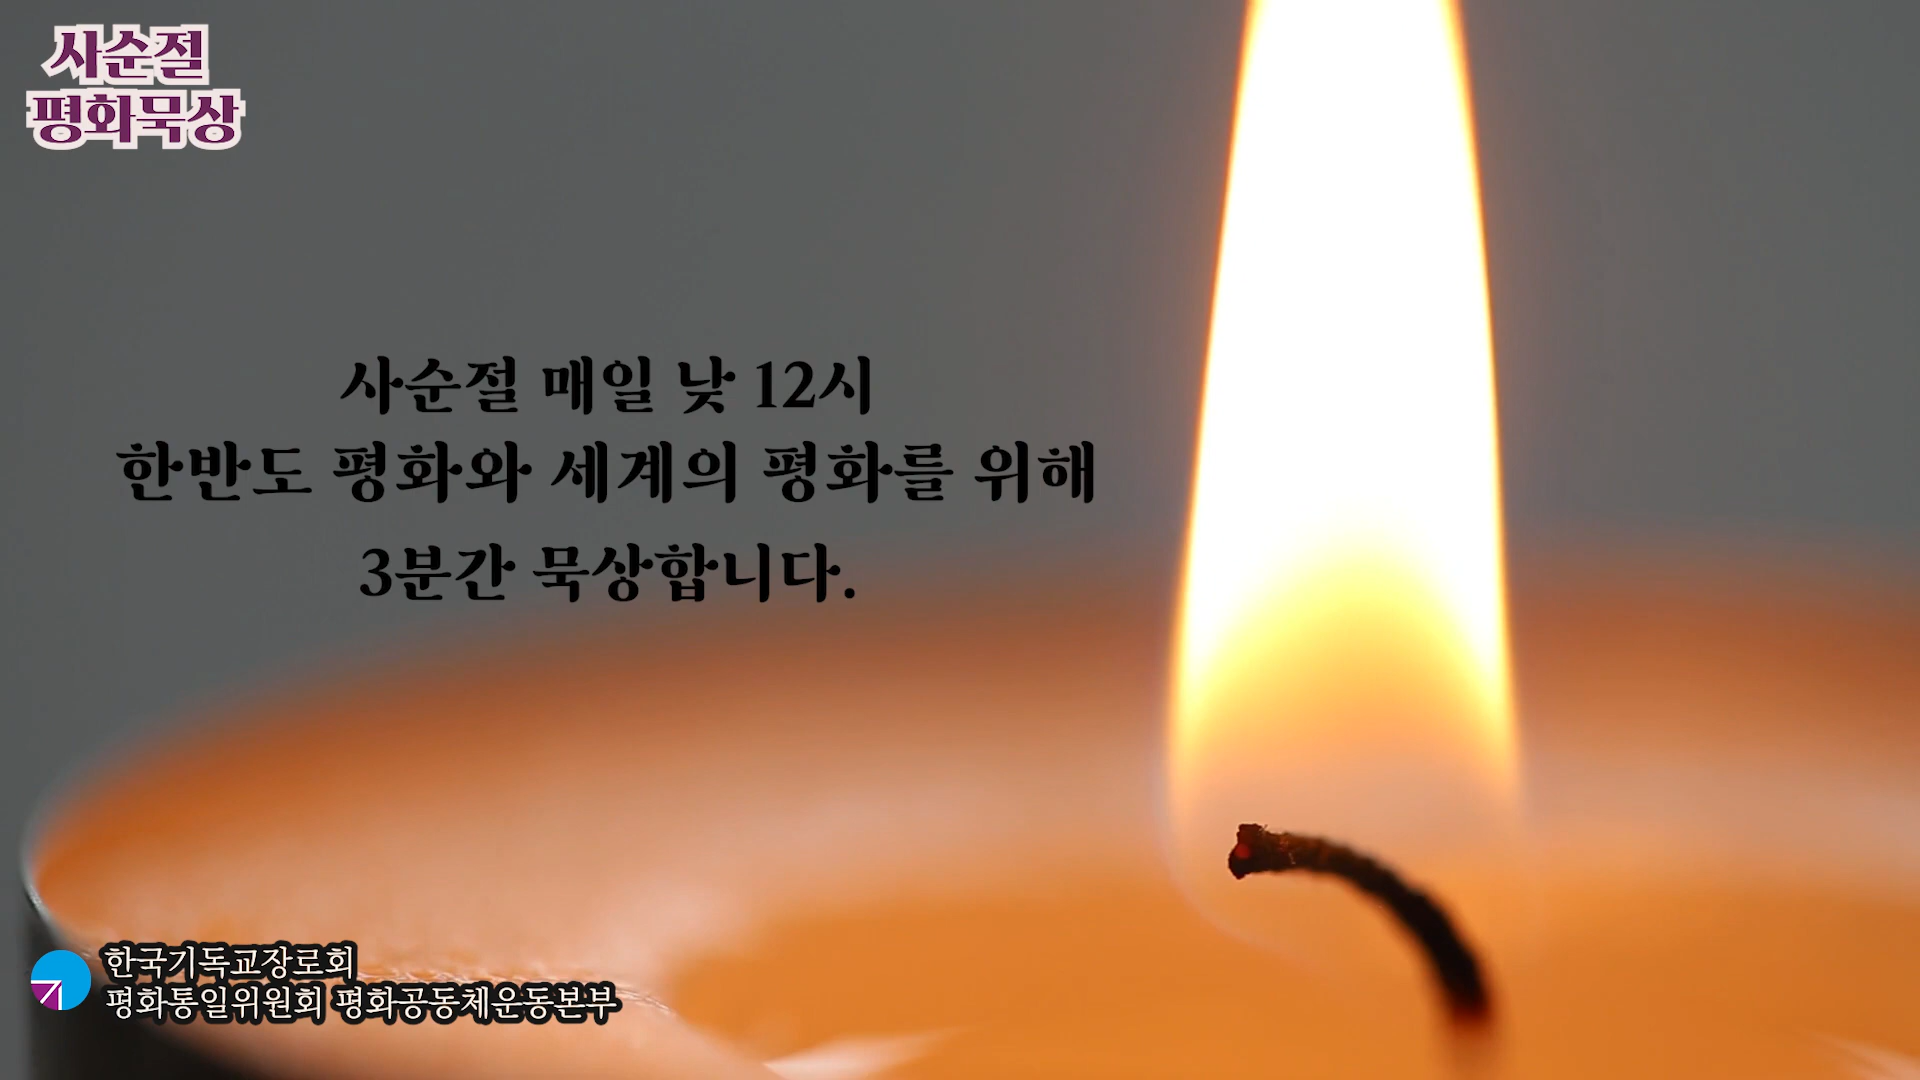 사순절
평화묵상
사순절 매일 낮 12시
한반도 평화와 세계의 평화를 위해
3분간 묵상합니다.
한국기독교장로회
평화통일위원회 평화공동체운동본부